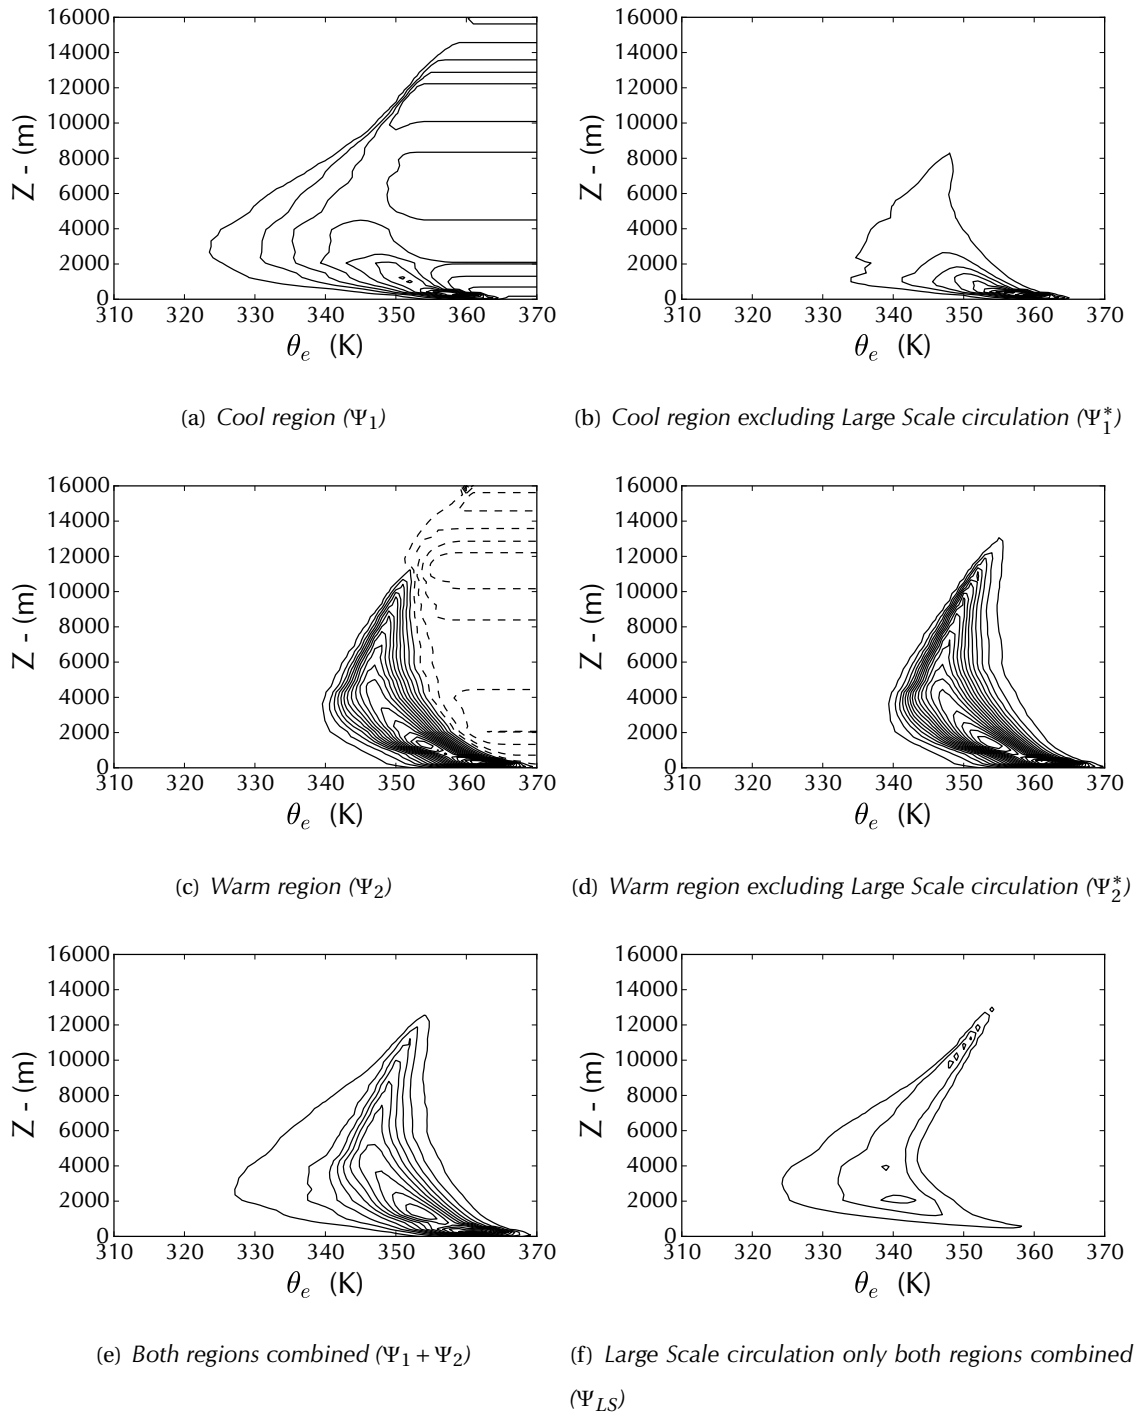 16000
14000
12000
10000
8000
6000
4000
2000
0
Z - (m)
310 320 330 340 350 360 370
θe (K)
16000
14000
12000
10000
8000
6000
4000
2000
0
Z - (m)
310 320 330 340 350 360 370
θe (K)
(a) Cool region (Ψ1)
(b) Cool region excluding Large Scale circulation (Ψ*1)
16000
14000
12000
10000
8000
6000
4000
2000
0
Z - (m)
310 320 330 340 350 360 370
θe (K)
16000
14000
12000
10000
8000
6000
4000
2000
0
Z - (m)
310 320 330 340 350 360 370
θe (K)
(c) Warm region (Ψ2)
(d) Warm region excluding Large Scale circulation (Ψ*2)
16000
14000
12000
10000
8000
6000
4000
2000
0
Z - (m)
310 320 330 340 350 360 370
θe (K)
16000
14000
12000
10000
8000
6000
4000
2000
0
Z - (m)
310 320 330 340 350 360 370
θe (K)
(e) Both regions combined (Ψ1 + Ψ2)
(f) Large Scale circulation only both regions combined
(ΨLS)